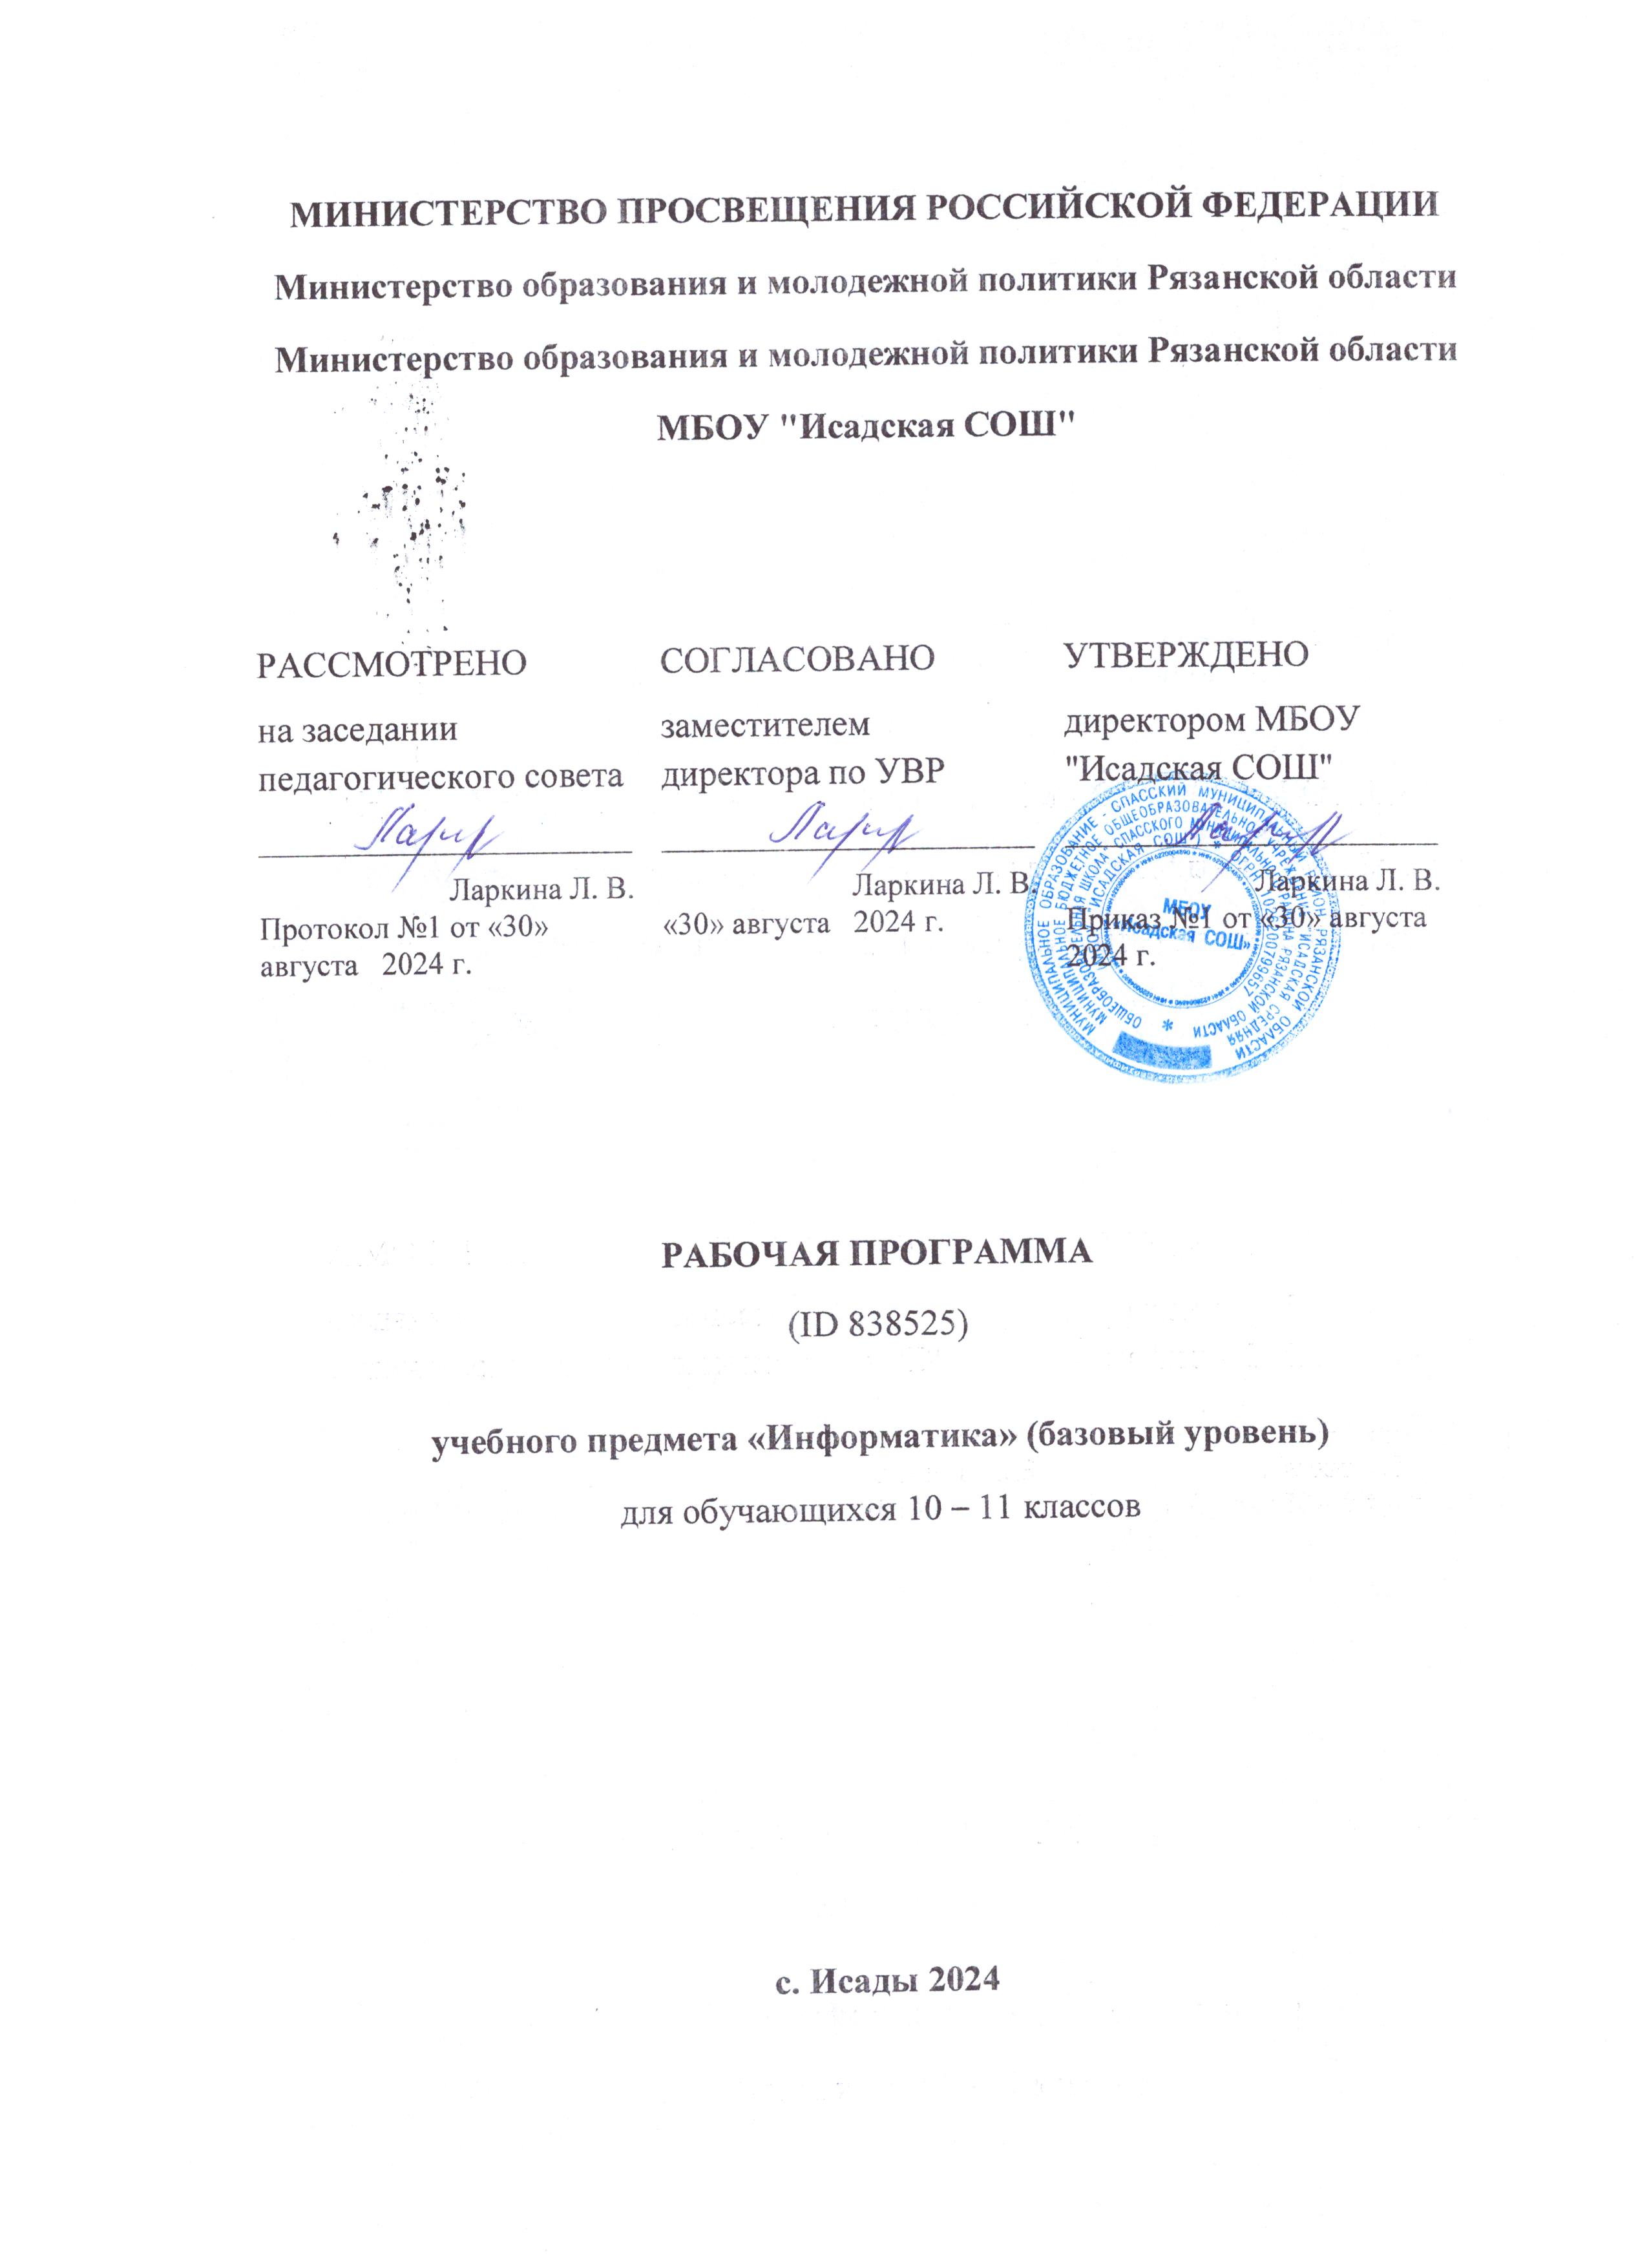 МИНИСТЕРСТВО ПРОСВЕЩЕНИЯ РОССИЙСКОЙ ФЕДЕРАЦИИ
Министерство образования и молодежной политики Рязанской области
Министерство образования и молодежной политики Рязанской области
МБОУ "Исадская СОШ"
РАССМОТРЕНО
на заседании
педагогического совета
Ларкина Л. В.
Протокол №1 от «30»
августа 2024 г.
СОГЛАСОВАНО
заместителем
директора по УВР
Ларкина Л. В.
«30» августа 2024 г.
УТВЕРЖДЕНО
директором МБОУ
"Исадская СОШ"
Ларкина Л. В.
Приказ №1 от «30» августа
2024 г.
МБОУ
«Исадская СОШ»
РАБОЧАЯ ПРОГРАММА
(ID 838525)
учебного предмета «Информатика» (базовый уровень)
для обучающихся 10 – 11 классов
с. Исады 2024